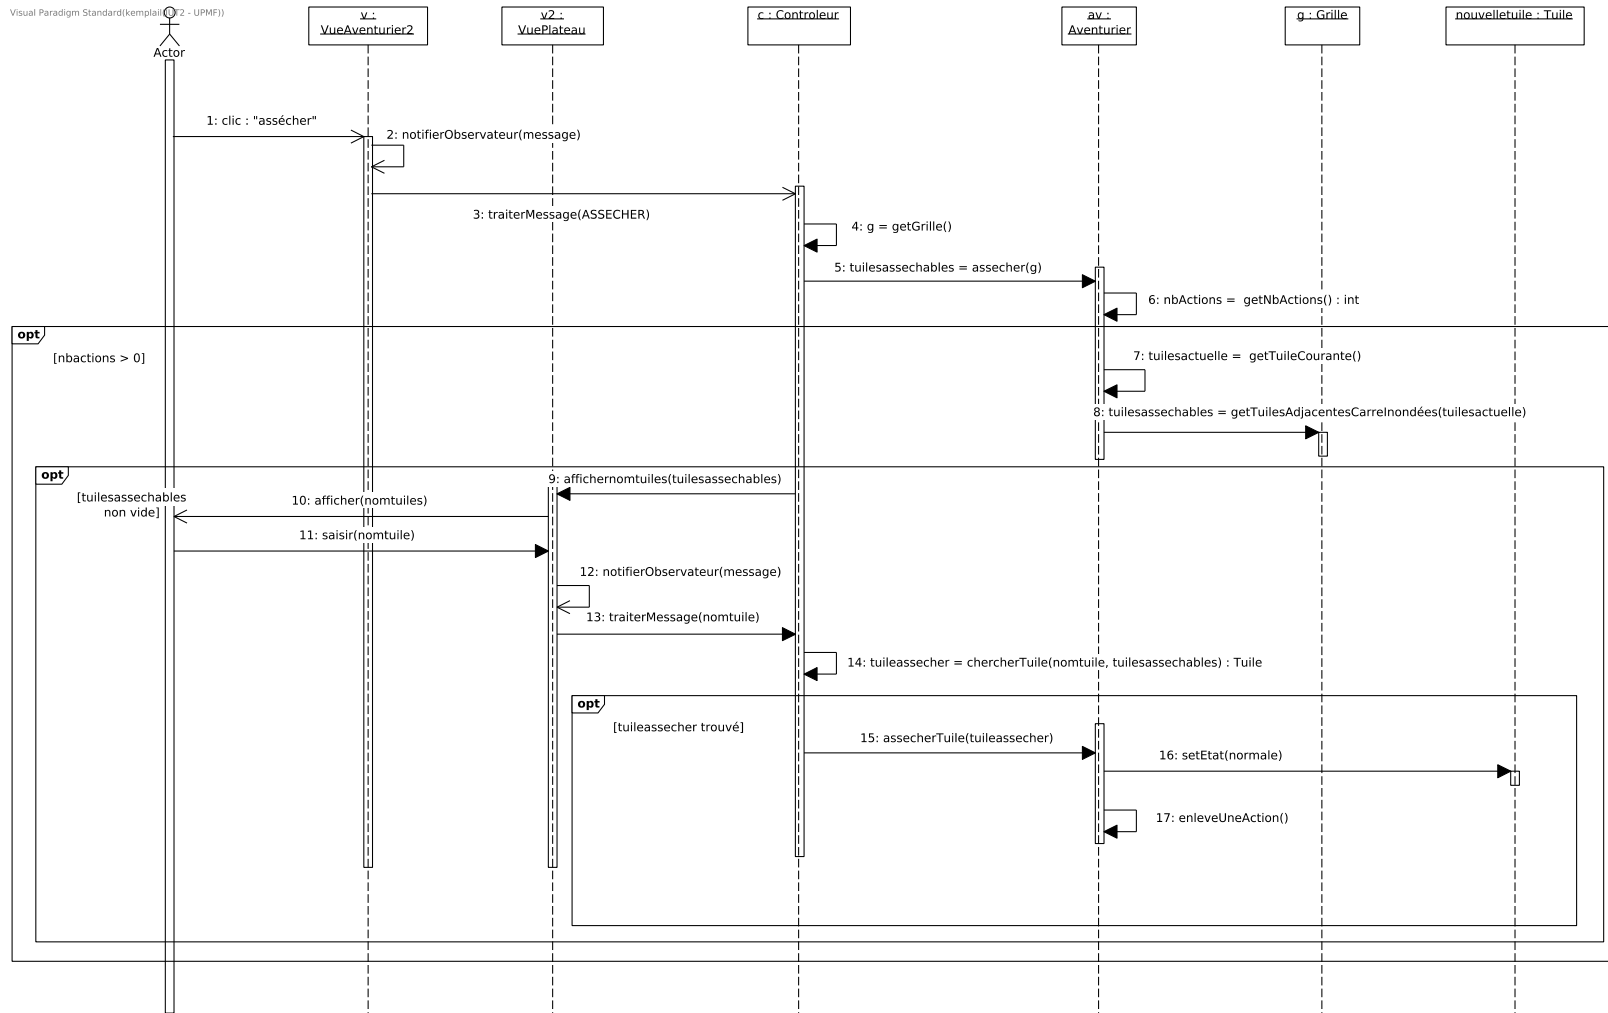 Visual Paradigm Standard(kemplail(IUT2 - UPMF))
Actor
v :
VueAventurier2
v2 :
VuePlateau
c : Controleur
av :
Aventurier
g : Grille
nouvelletuile : Tuile
1: clic : "assécher"
2: notifierObservateur(message)
3: traiterMessage(ASSECHER)
4: g = getGrille()
5: tuilesassechables = assecher(g)
6: nbActions =  getNbActions() : int
opt
[nbactions > 0]
7: tuilesactuelle =  getTuileCourante()
8: tuilesassechables = getTuilesAdjacentesCarreInondées(tuilesactuelle)
opt
[tuilesassechables
non vide]
9: affichernomtuiles(tuilesassechables)
10: afficher(nomtuiles)
11: saisir(nomtuile)
12: notifierObservateur(message)
13: traiterMessage(nomtuile)
14: tuileassecher = chercherTuile(nomtuile, tuilesassechables) : Tuile
opt
[tuileassecher trouvé]
15: assecherTuile(tuileassecher)
16: setEtat(normale)
17: enleveUneAction()